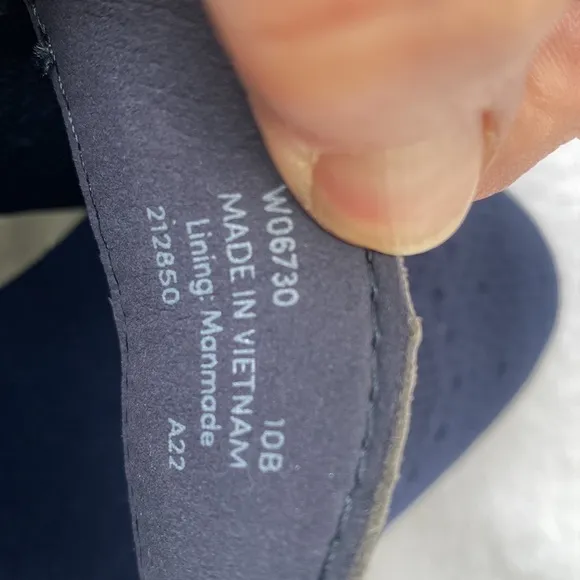 W06730 10B
MADE IN VIETNAM
Lining: Manmade
212850 A22